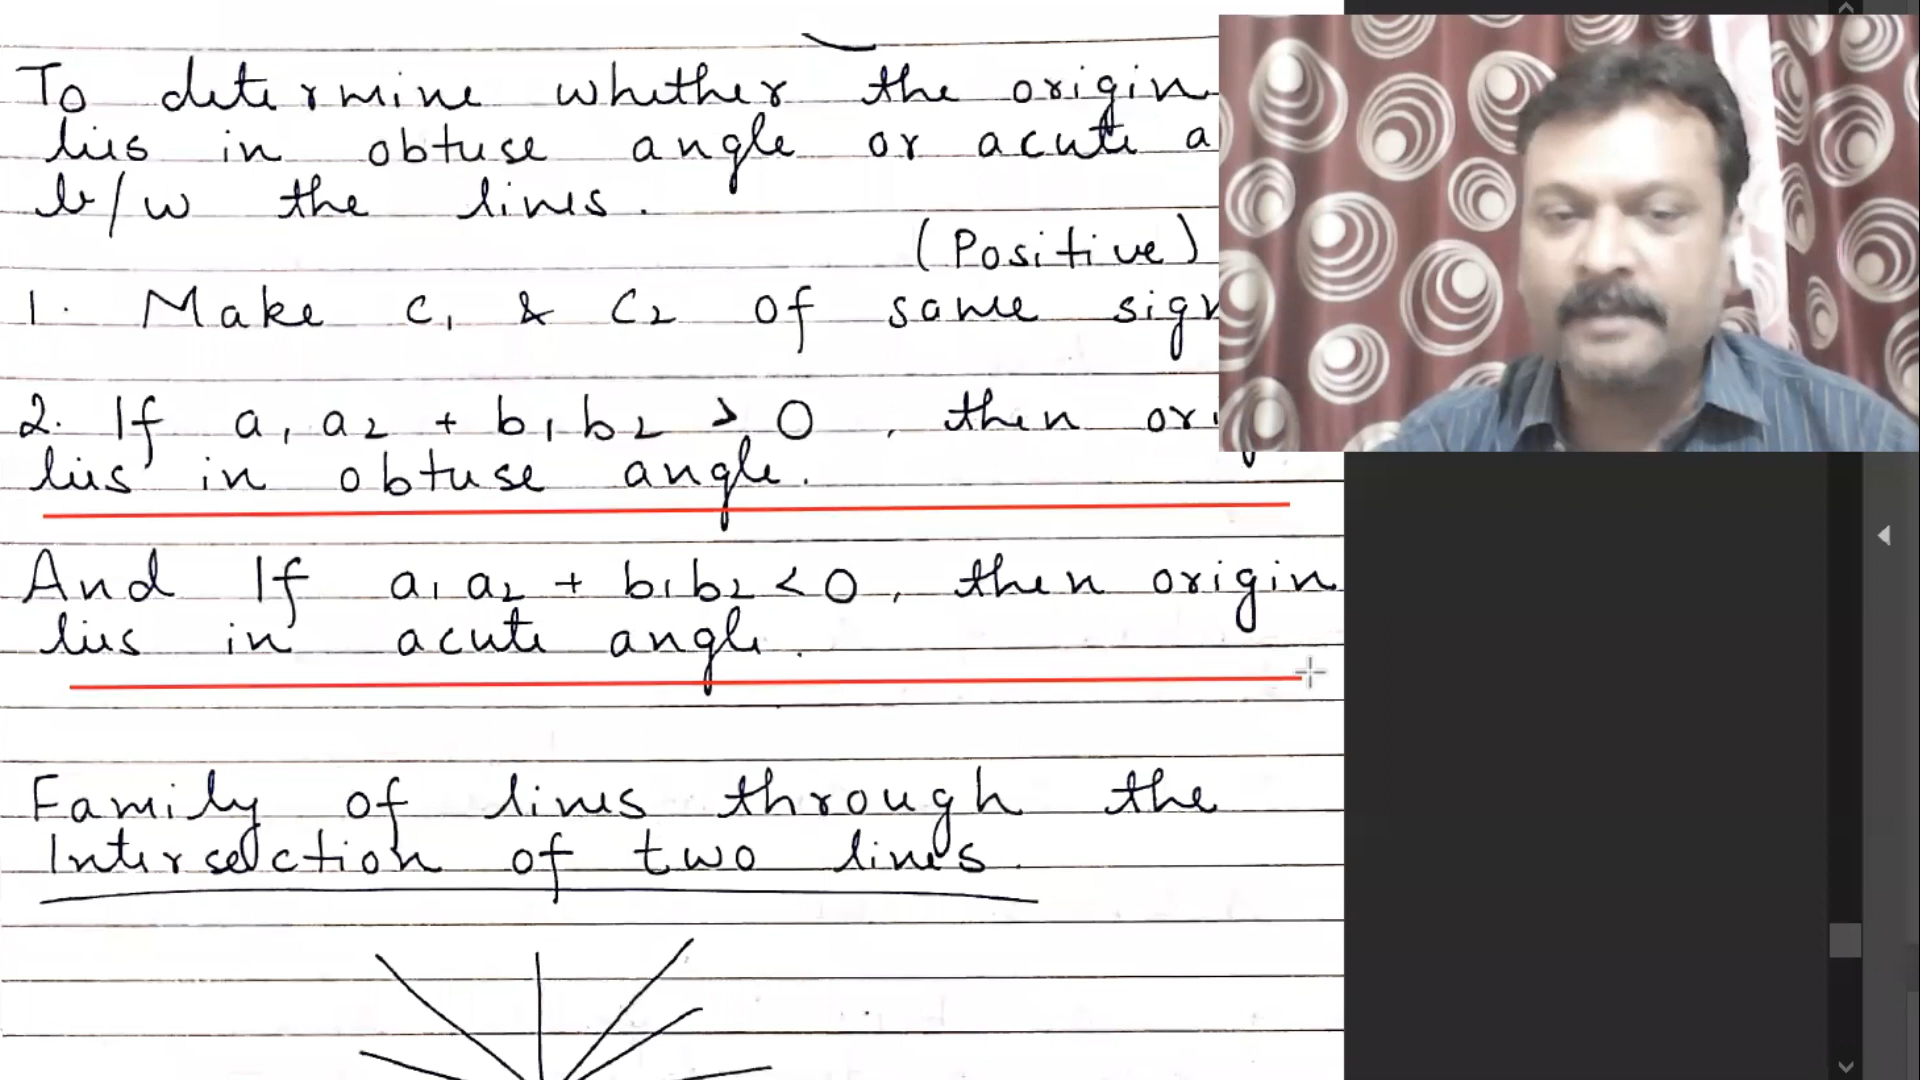 To determine whether the origin
lies in obtuse angle or acute a
b/w the lines.
(Positive)
1. Make c₁ & c₂ of same sign
2. If a₁a₂ + b₁b₂ > 0, then ori
lies in obtuse angle.
And If a₁a₂ + b₁b₂ < 0, then origin
lies in acute angle.
Family of lines through the
Intersection of two lines.